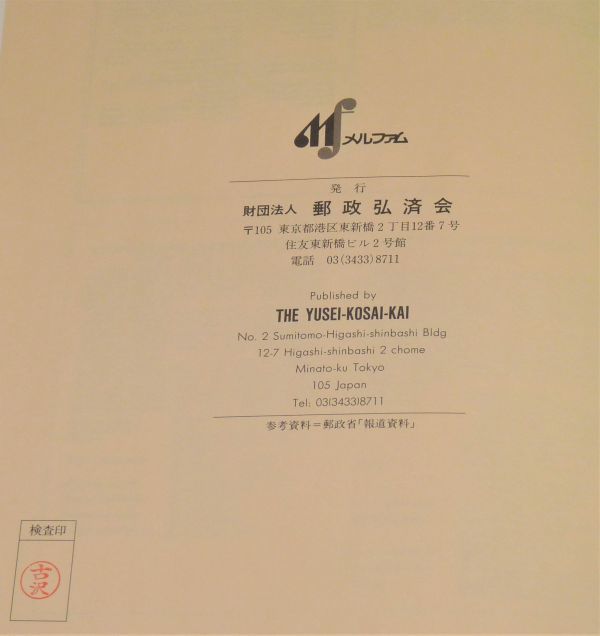 Mf メルファム
発行
財団法人 郵政弘済会
〒105 東京都港区東新橋2丁目12番7号
住友東新橋ビル2号館
電話 03(3433)8711
Published by
THE YUSEI-KOSAI-KAI
No. 2 Sumitomo-Higashi-shinbashi Bldg
12-7 Higashi-shinbashi 2 chome
Minato-ku Tokyo
105 Japan
Tel: 03(3433)8711
参考資料=郵政省「報道資料」
検査印
古沢